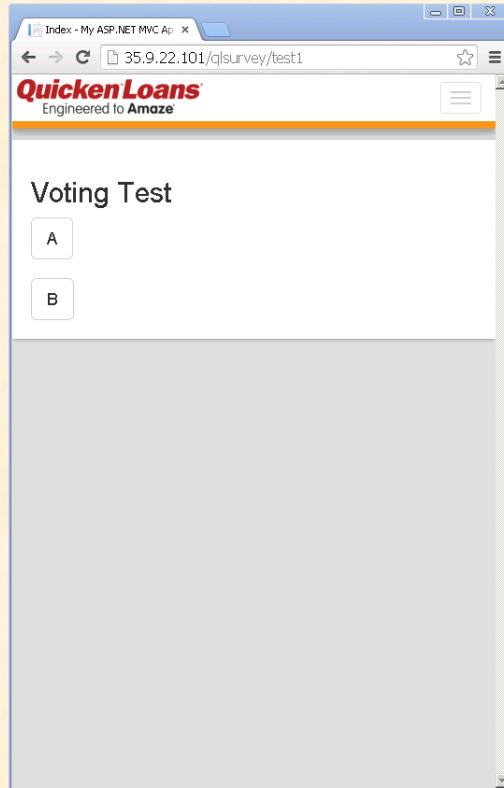 Index - My ASP.NET MVC Ap
35.9.22.101/qlsurvey/test1
Quicken Loans
Engineered to Amaze
Voting Test
A
B